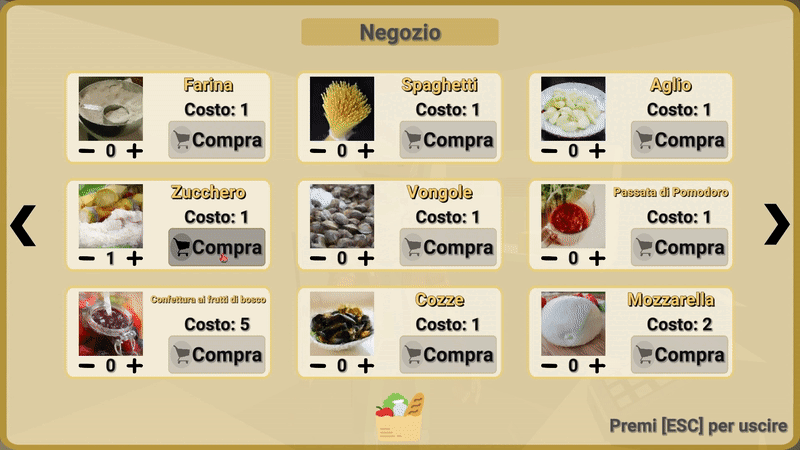 Negozio
Farina
Costo: 1
Compra
- 0 +
Spaghetti
Costo: 1
Compra
- 0 +
Aglio
Costo: 1
Compra
- 0 +
Zucchero
Costo: 1
Compra
- 1 +
Vongole
Costo: 1
Compra
- 0 +
Passata di Pomodoro
Costo: 1
Compra
- 0 +
Confettura ai frutti di bosco
Costo: 5
Compra
- 0 +
Cozze
Costo: 1
Compra
- 0 +
Mozzarella
Costo: 2
Compra
- 0 +
Premi [ESC] per uscire